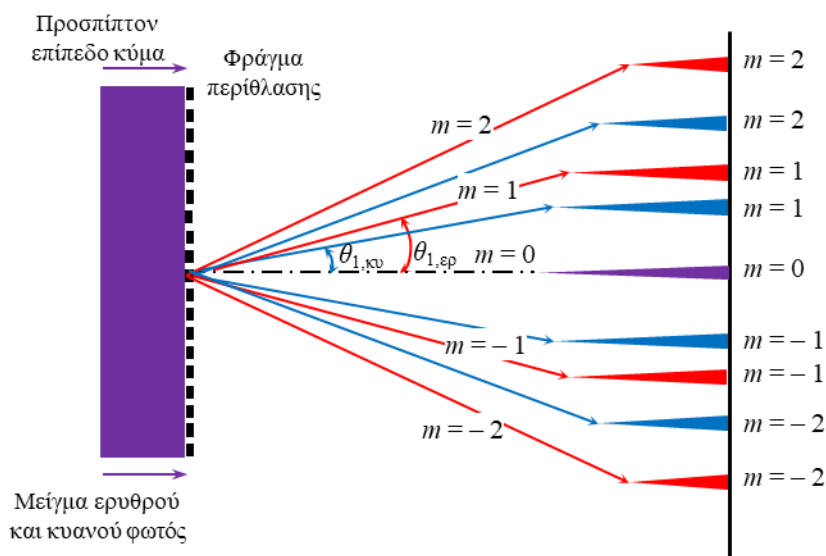 Προσπίπτον
επίπεδο κύμα
Φράγμα
περίθλασης
m = 2
m = 2
m = 2
m = 1
m = 1
m = 1
θ1,κυ
θ1,ερ
m = 0
m = 0
m = – 1
m = – 1
m = – 1
m = – 2
m = – 2
m = – 2
Μείγμα ερυθρού
και κυανού φωτός